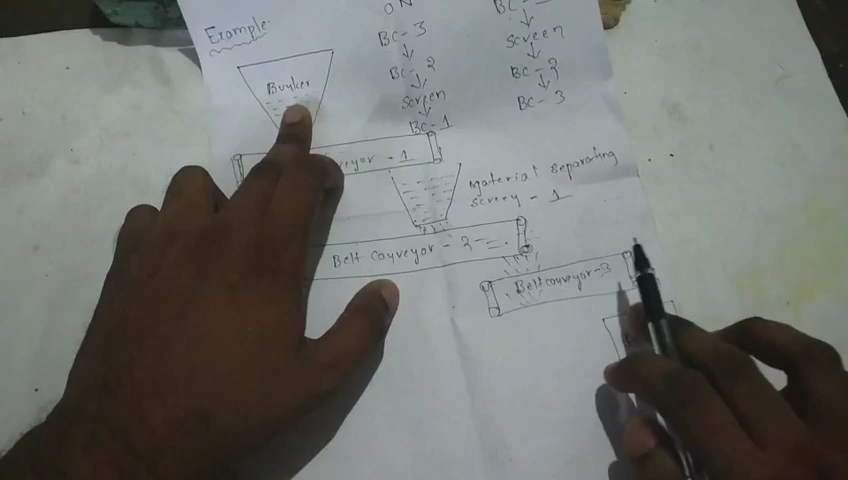 Example
ON
BC-3
BC-2
screen
BC-1
screen
BC-2
BC-3
Bunker
- 1
Material separating
screen - 1
Belt conveyor - 2
Belt conveyor-3